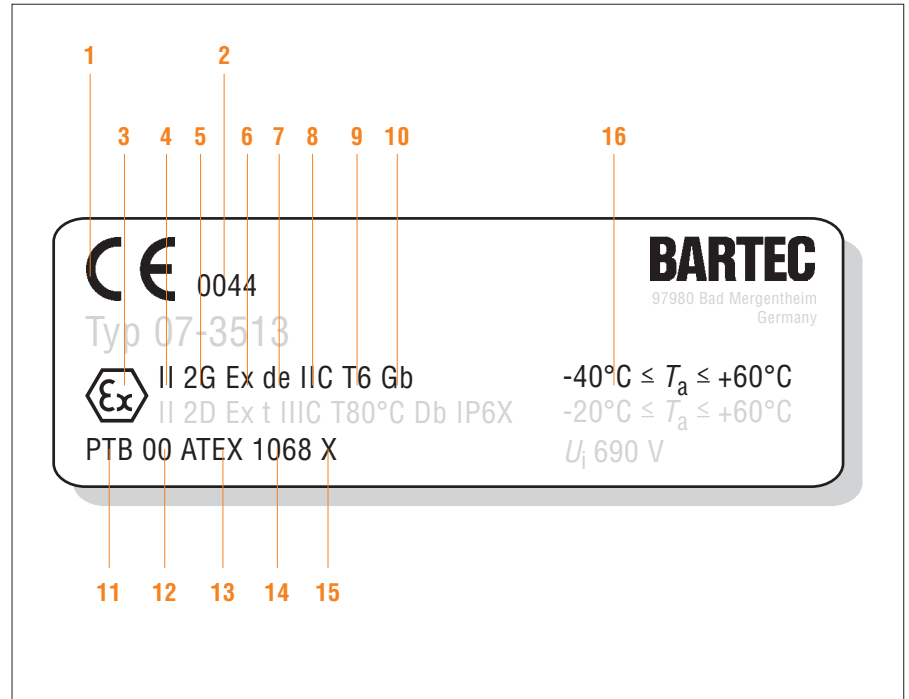 1 2
3 4 5 6 7 8 9 10 16
CE 0044
BARTEC
97980 Bad Mergentheim
Germany
Typ 07-3513
Ex II 2G Ex de IIC T6 Gb
-40°C ≤ Ta ≤ +60°C
II 2D Ex t IIIC T80°C Db IP6X
-20°C ≤ Ta ≤ +60°C
PTB 00 ATEX 1068 X
Ui 690 V
11 12 13 14 15